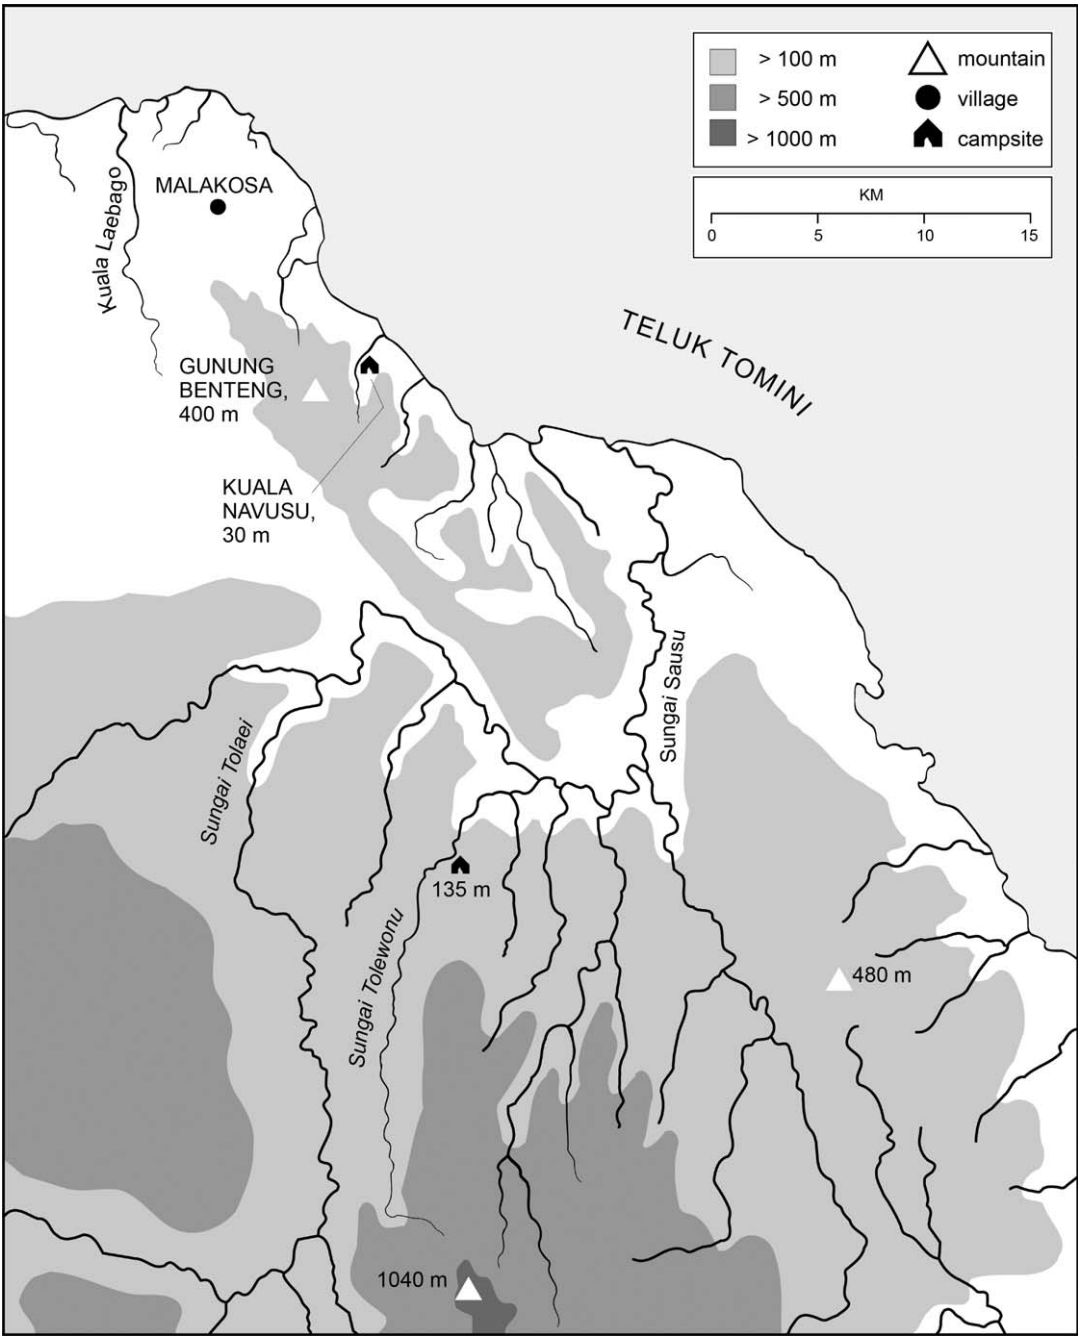 > 100 m
mountain
> 500 m
village
> 1000 m
campsite
KM
0 5 10 15
MALAKOSA
Kuala Laebago
TELUK TOMINI
GUNUNG
BENTENG,
400 m
KUALA
NAVUSU,
30 m
Sungai Sausu
Sungai Tolaei
135 m
Sungai Tolewonu
480 m
1040 m